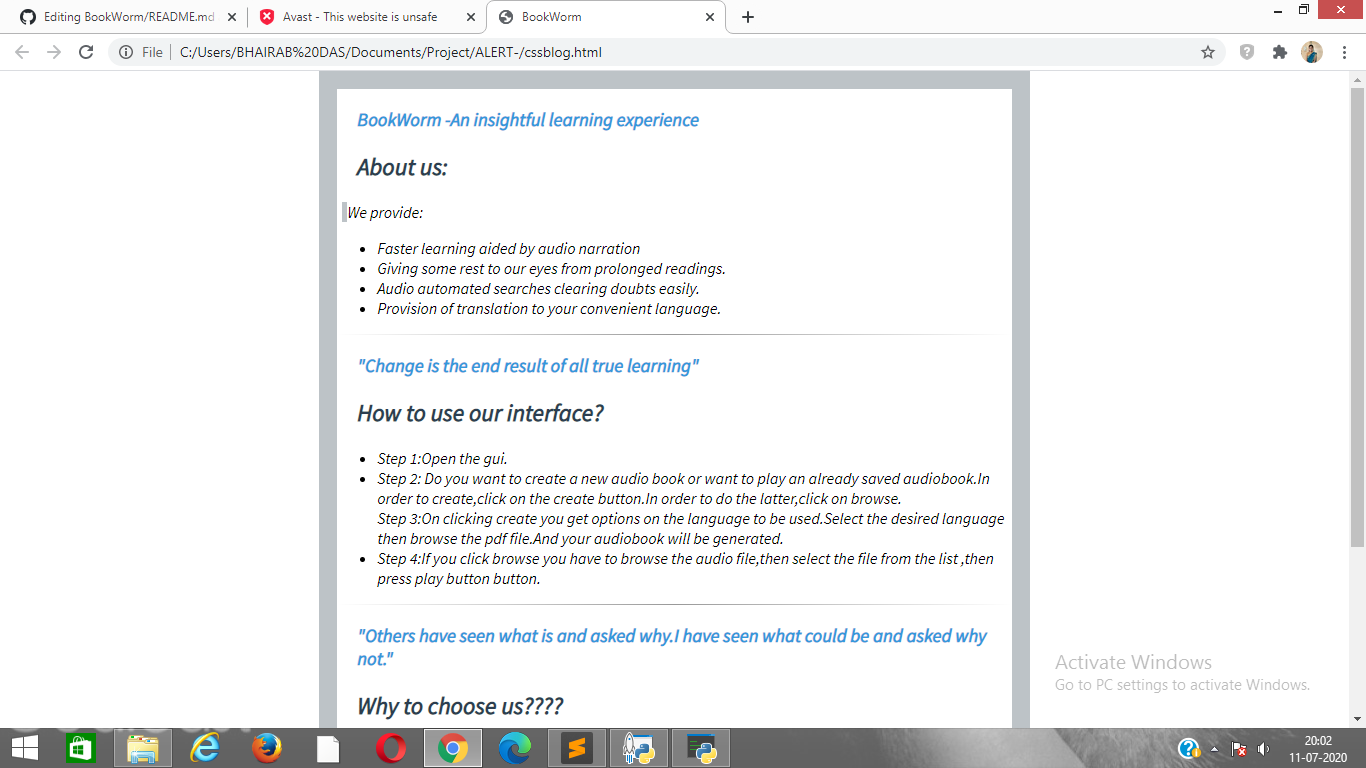 Editing BookWorm/README.md
Avast - This website is unsafe
BookWorm
File
C:/Users/BHAIRAB%20DAS/Documents/Project/ALERT-/cssblog.html
BookWorm -An insightful learning experience
About us:
We provide:
Faster learning aided by audio narration
Giving some rest to our eyes from prolonged readings.
Audio automated searches clearing doubts easily.
Provision of translation to your convenient language.
"Change is the end result of all true learning"
How to use our interface?
Step 1:Open the gui.
Step 2: Do you want to create a new audio book or want to play an already saved audiobook.In
order to create,click on the create button.In order to do the latter,click on browse.
Step 3:On clicking create you get options on the language to be used.Select the desired language
then browse the pdf file.And your audiobook will be generated.
Step 4:If you click browse you have to browse the audio file,then select the file from the list ,then
press play button button.
"Others have seen what is and asked why.I have seen what could be and asked why
not."
Why to choose us????
Activate Windows
Go to PC settings to activate Windows.
20:02
11-07-2020